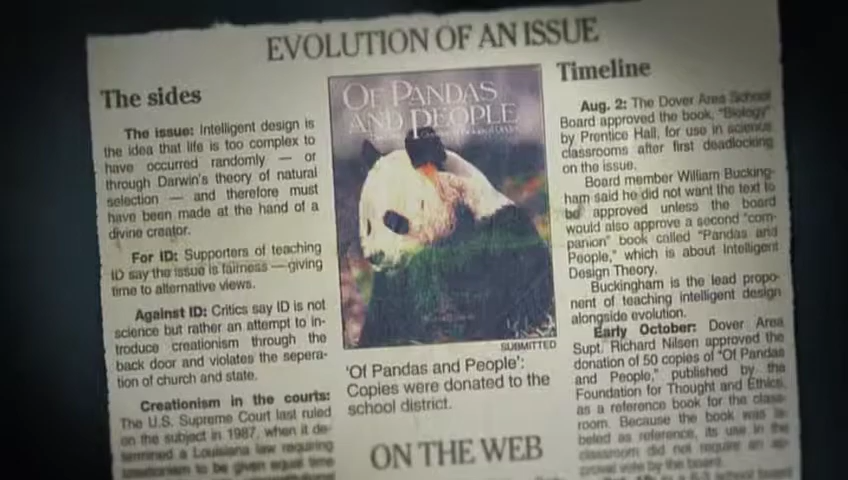 EVOLUTION OF AN ISSUE
The sides
The issue: Intelligent design is
the idea that life is too complex to
have occurred randomly — or
through Darwin's theory of natural
selection — and therefore must
have been made at the hand of a
divine creator.
For ID: Supporters of teaching
ID say the issue is fairness — giving
time to alternative views.
Against ID: Critics say ID is not
science but rather an attempt to in-
troduce creationism through the
back door and violates the sepera-
tion of church and state.
Creationism in the courts:
The U.S. Supreme Court last ruled
on the subject in 1987, when it de-
termined a Louisiana law requiring
creationism to be given equal time
OF PANDAS
AND PEOPLE
SUBMITTED
'Of Pandas and People':
Copies were donated to the
school district.
ON THE WEB
Timeline
Aug. 2: The Dover Area School
Board approved the book, "Biology"
by Prentice Hall, for use in science
classrooms after first deadlocking
on the issue.
Board member William Bucking-
ham said he did not want the text to
be approved unless the board
would also approve a second "com-
panion" book called "Pandas and
People," which is about Intelligent
Design Theory.
Buckingham is the lead propo-
nent of teaching intelligent design
alongside evolution.
Early October: Dover Area
Supt. Richard Nilsen approved the
donation of 50 copies of "Of Pandas
and People," published by the
Foundation for Thought and Ethics,
as a reference book for the class-
room. Because the book was la-
beled as reference, its use in the
classroom did not require an ap-
proval vote by the board.